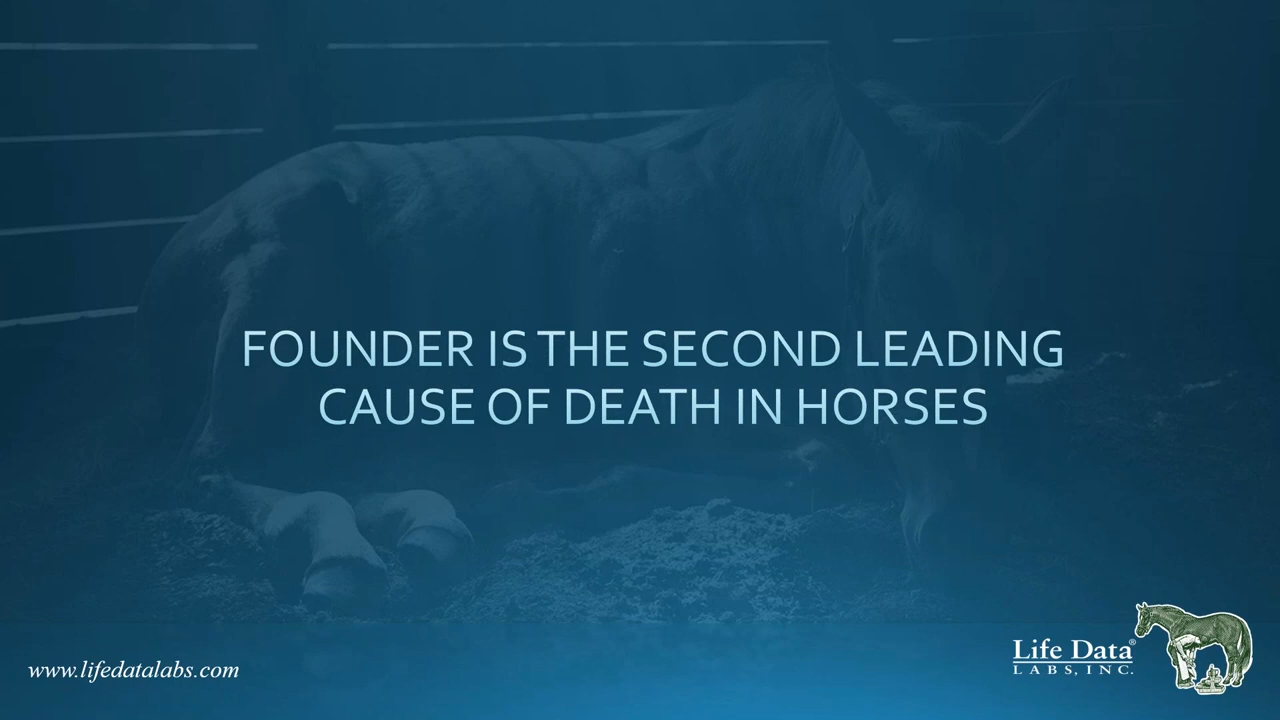 FOUNDER IS THE SECOND LEADING
CAUSE OF DEATH IN HORSES
www.lifedatalabs.com
Life Data®
LABS, INC.